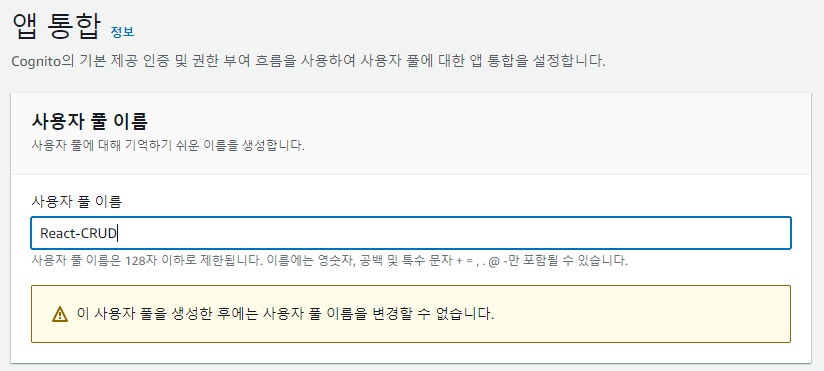 앱 통합 정보
Cognito의 기본 제공 인증 및 권한 부여 흐름을 사용하여 사용자 풀에 대한 앱 통합을 설정합니다.
사용자 풀 이름
사용자 풀에 대해 기억하기 쉬운 이름을 생성합니다.
사용자 풀 이름
React-CRUD
사용자 풀 이름은 128자 이하로 제한됩니다. 이름에는 영숫자, 공백 및 특수 문자 + = , . @ -만 포함될 수 있습니다.
이 사용자 풀을 생성한 후에는 사용자 풀 이름을 변경할 수 없습니다.